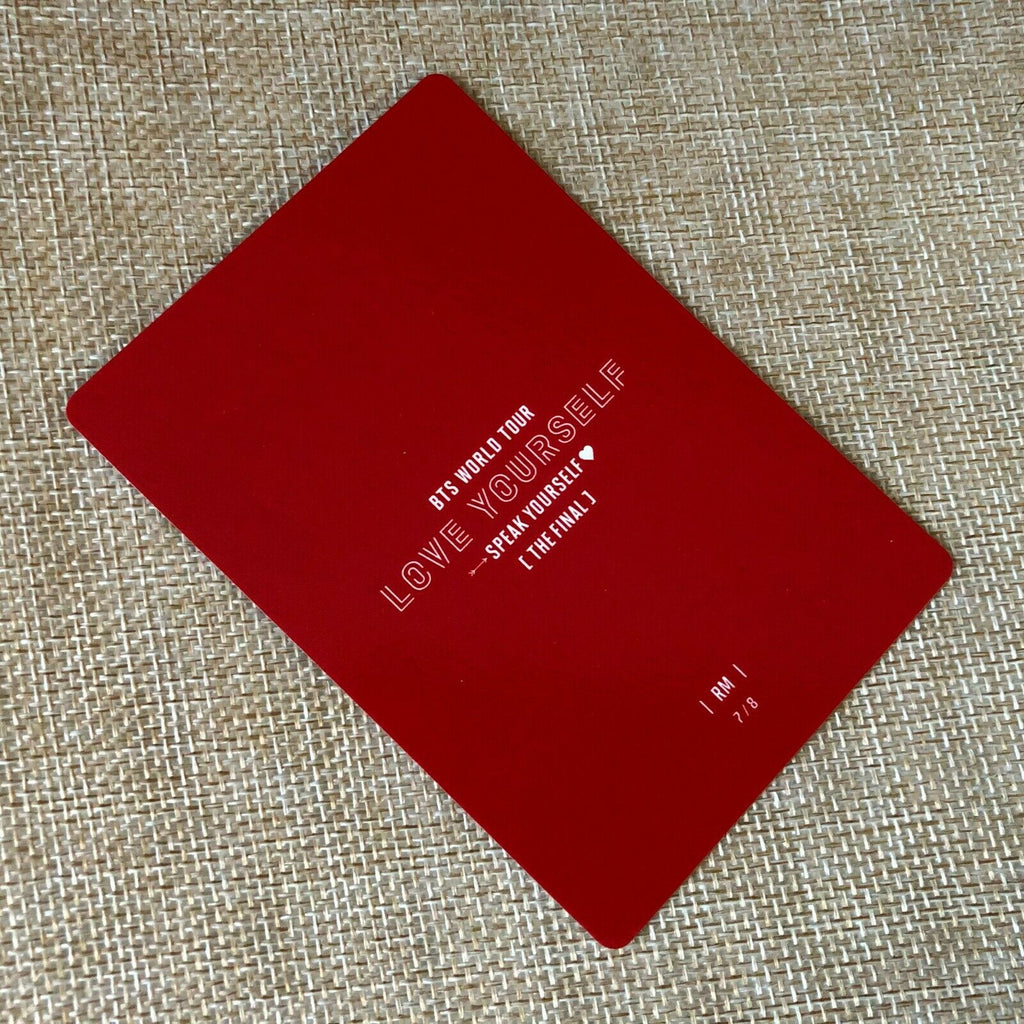 BTS WORLD TOUR
LOVE YOURSELF
SPEAK YOURSELF♥
[ THE FINAL ]
| RM |
7/8